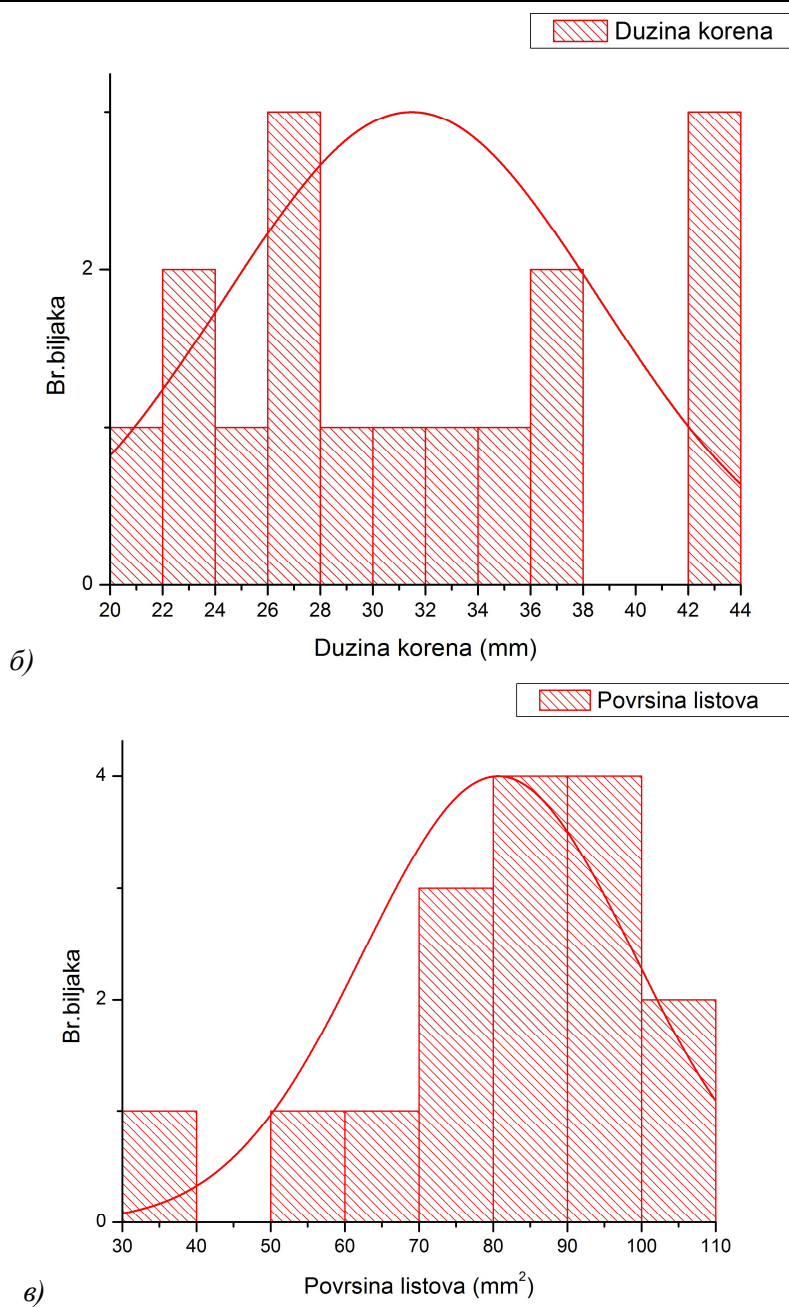 Duzina korena
Br.biljaka
2
0
20 22 24 26 28 30 32 34 36 38 40 42 44
Duzina korena (mm)
б)
Povrsina listova
Br.biljaka
4
2
0
30 40 50 60 70 80 90 100 110
Povrsina listova (mm²)
в)